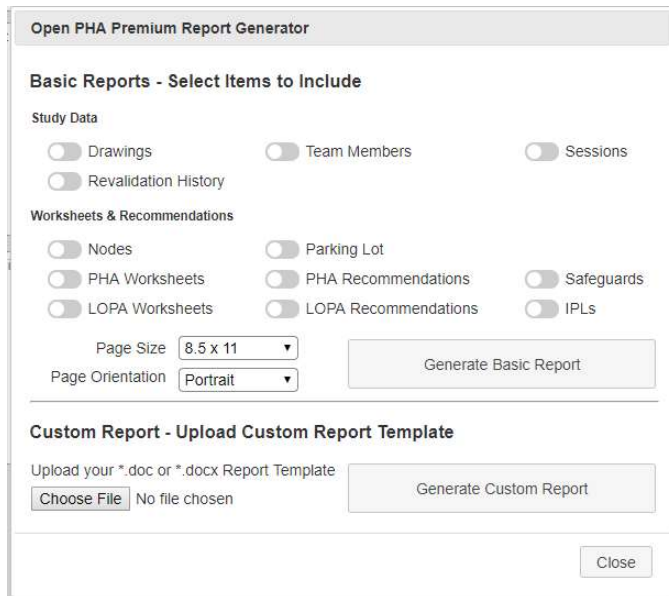 Open PHA Premium Report Generator
Basic Reports - Select Items to Include
Study Data
Drawings Team Members Sessions
Revalidation History
Worksheets & Recommendations
Nodes Parking Lot
PHA Worksheets PHA Recommendations Safeguards
LOPA Worksheets LOPA Recommendations IPLs
Page Size 8.5 x 11
Generate Basic Report
Page Orientation Portrait
Custom Report - Upload Custom Report Template
Upload your *.doc or *.docx Report Template
Generate Custom Report
Choose File No file chosen
Close